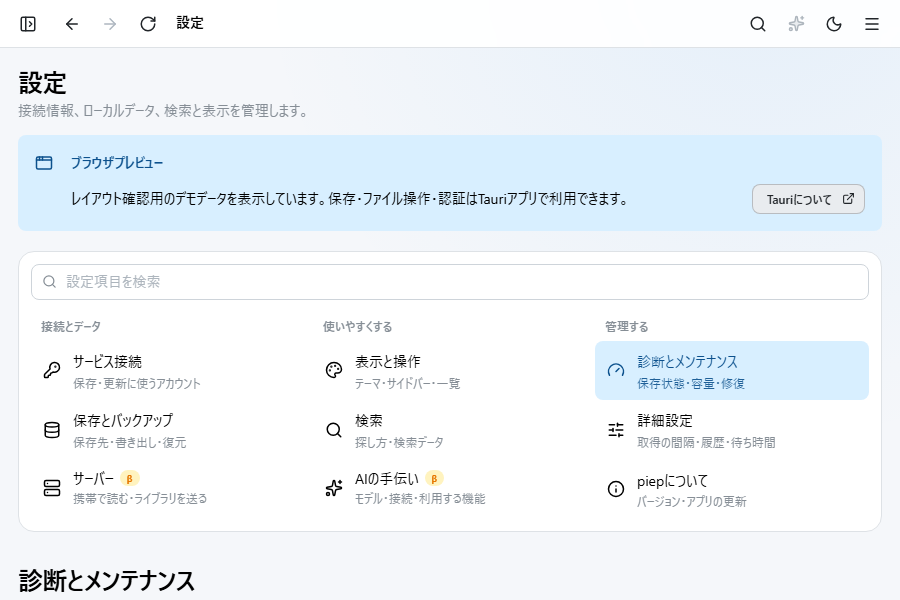 設定
設定
接続情報、ローカルデータ、検索と表示を管理します。
ブラウザプレビュー
レイアウト確認用のデモデータを表示しています。保存・ファイル操作・認証はTauriアプリで利用できます。
Tauriについて
設定項目を検索
接続とデータ
サービス接続
保存・更新に使うアカウント
保存とバックアップ
保存先・書き出し・復元
サーバー β
携帯で読む・ライブラリを送る
使いやすくする
表示と操作
テーマ・サイドバー・一覧
検索
探し方・検索データ
AIの手伝い β
モデル・接続・利用する機能
管理する
診断とメンテナンス
保存状態・容量・修復
詳細設定
取得の間隔・履歴・待ち時間
piepについて
バージョン・アプリの更新
診断とメンテナンス